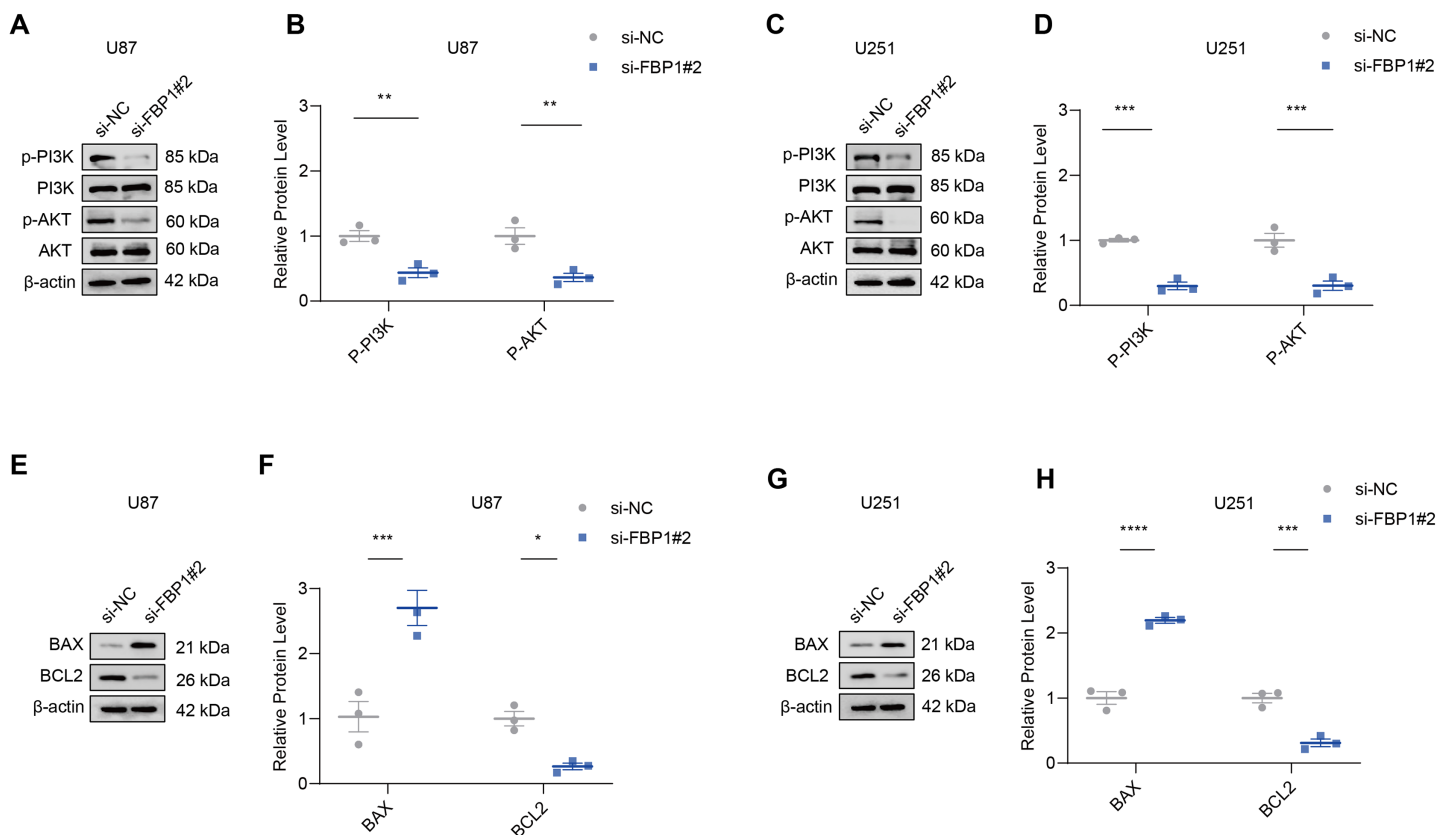 A
U87
si-NC
si-FBP1#2
p-PI3K 85 kDa
PI3K 85 kDa
p-AKT 60 kDa
AKT 60 kDa
β-actin 42 kDa
B
U87
si-NC
si-FBP1#2
Relative Protein Level
3
2
1
0
**
**
P-PI3K
P-AKT
C
U251
si-NC
si-FBP1#2
p-PI3K 85 kDa
PI3K 85 kDa
p-AKT 60 kDa
AKT 60 kDa
β-actin 42 kDa
D
U251
si-NC
si-FBP1#2
Relative Protein Level
3
2
1
0
***
***
P-PI3K
P-AKT
E
U87
si-NC
si-FBP1#2
BAX 21 kDa
BCL2 26 kDa
β-actin 42 kDa
F
U87
si-NC
si-FBP1#2
Relative Protein Level
3
2
1
0
***
*
BAX
BCL2
G
U251
si-NC
si-FBP1#2
BAX 21 kDa
BCL2 26 kDa
β-actin 42 kDa
H
U251
si-NC
si-FBP1#2
Relative Protein Level
3
2
1
0
****
***
BAX
BCL2